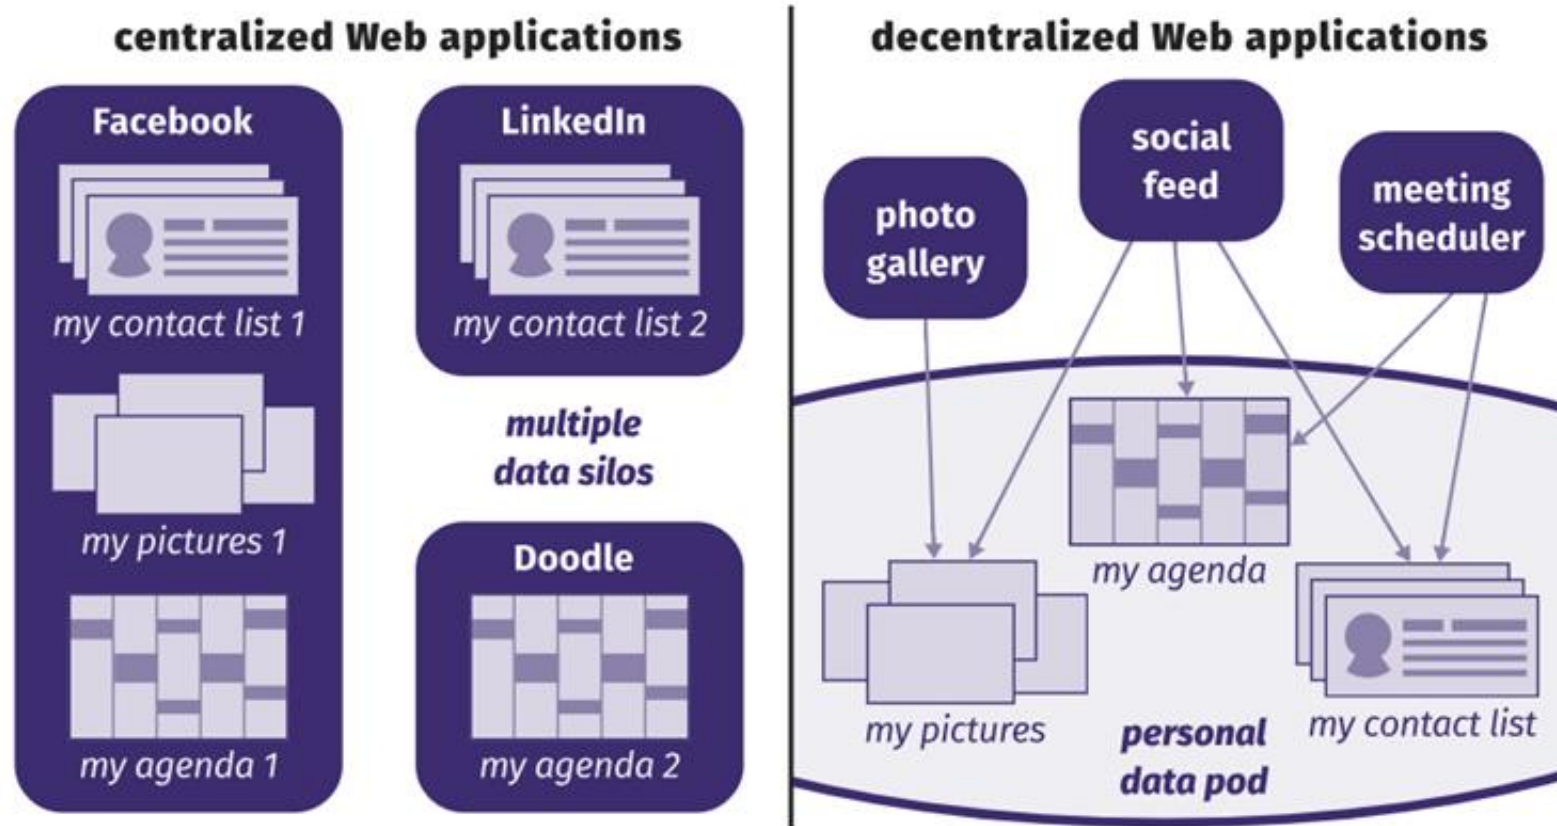 centralized Web applications
Facebook
my contact list 1
my pictures 1
my agenda 1
LinkedIn
my contact list 2
multiple
data silos
Doodle
my agenda 2
decentralized Web applications
photo
gallery
social
feed
meeting
scheduler
my agenda
my pictures
my contact list
personal
data pod